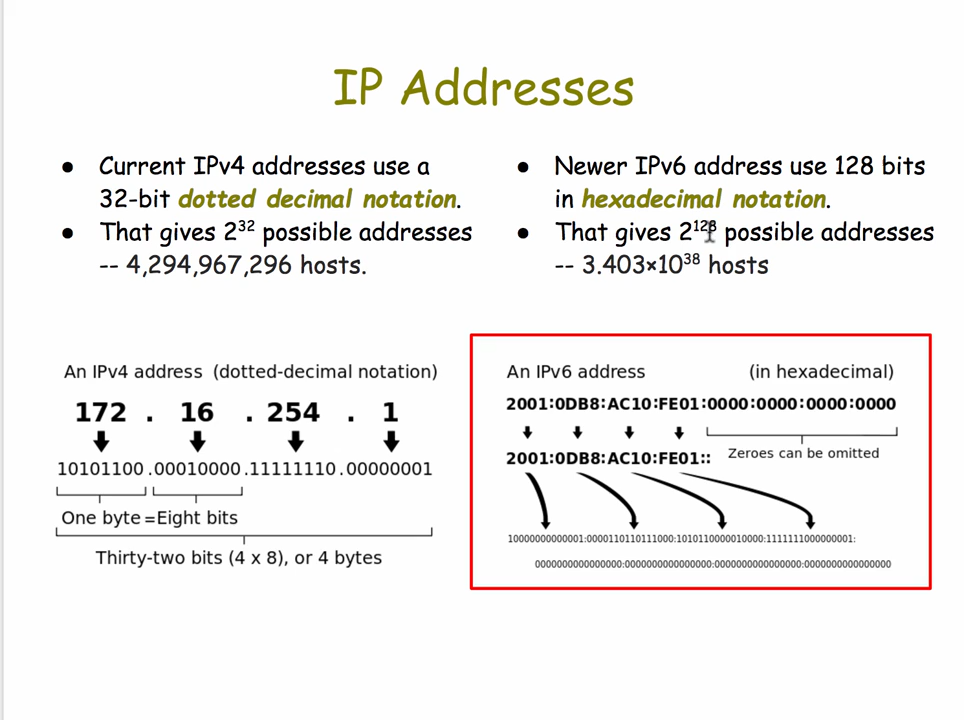 IP Addresses
● Current IPv4 addresses use a
32-bit dotted decimal notation.
● That gives 2³² possible addresses
-- 4,294,967,296 hosts.
● Newer IPv6 address use 128 bits
in hexadecimal notation.
● That gives 2¹²⁸ possible addresses
-- 3.403×10³⁸ hosts
An IPv4 address (dotted-decimal notation)
172 . 16 . 254 . 1
10101100 .00010000 .11111110 .00000001
One byte =Eight bits
Thirty-two bits (4 x 8), or 4 bytes
An IPv6 address (in hexadecimal)
2001:0DB8:AC10:FE01:0000:0000:0000:0000
2001:0DB8:AC10:FE01:: Zeroes can be omitted
10000000000001:0000110110111000:1010110000010000:1111111000000001:
0000000000000000:0000000000000000:0000000000000000:0000000000000000